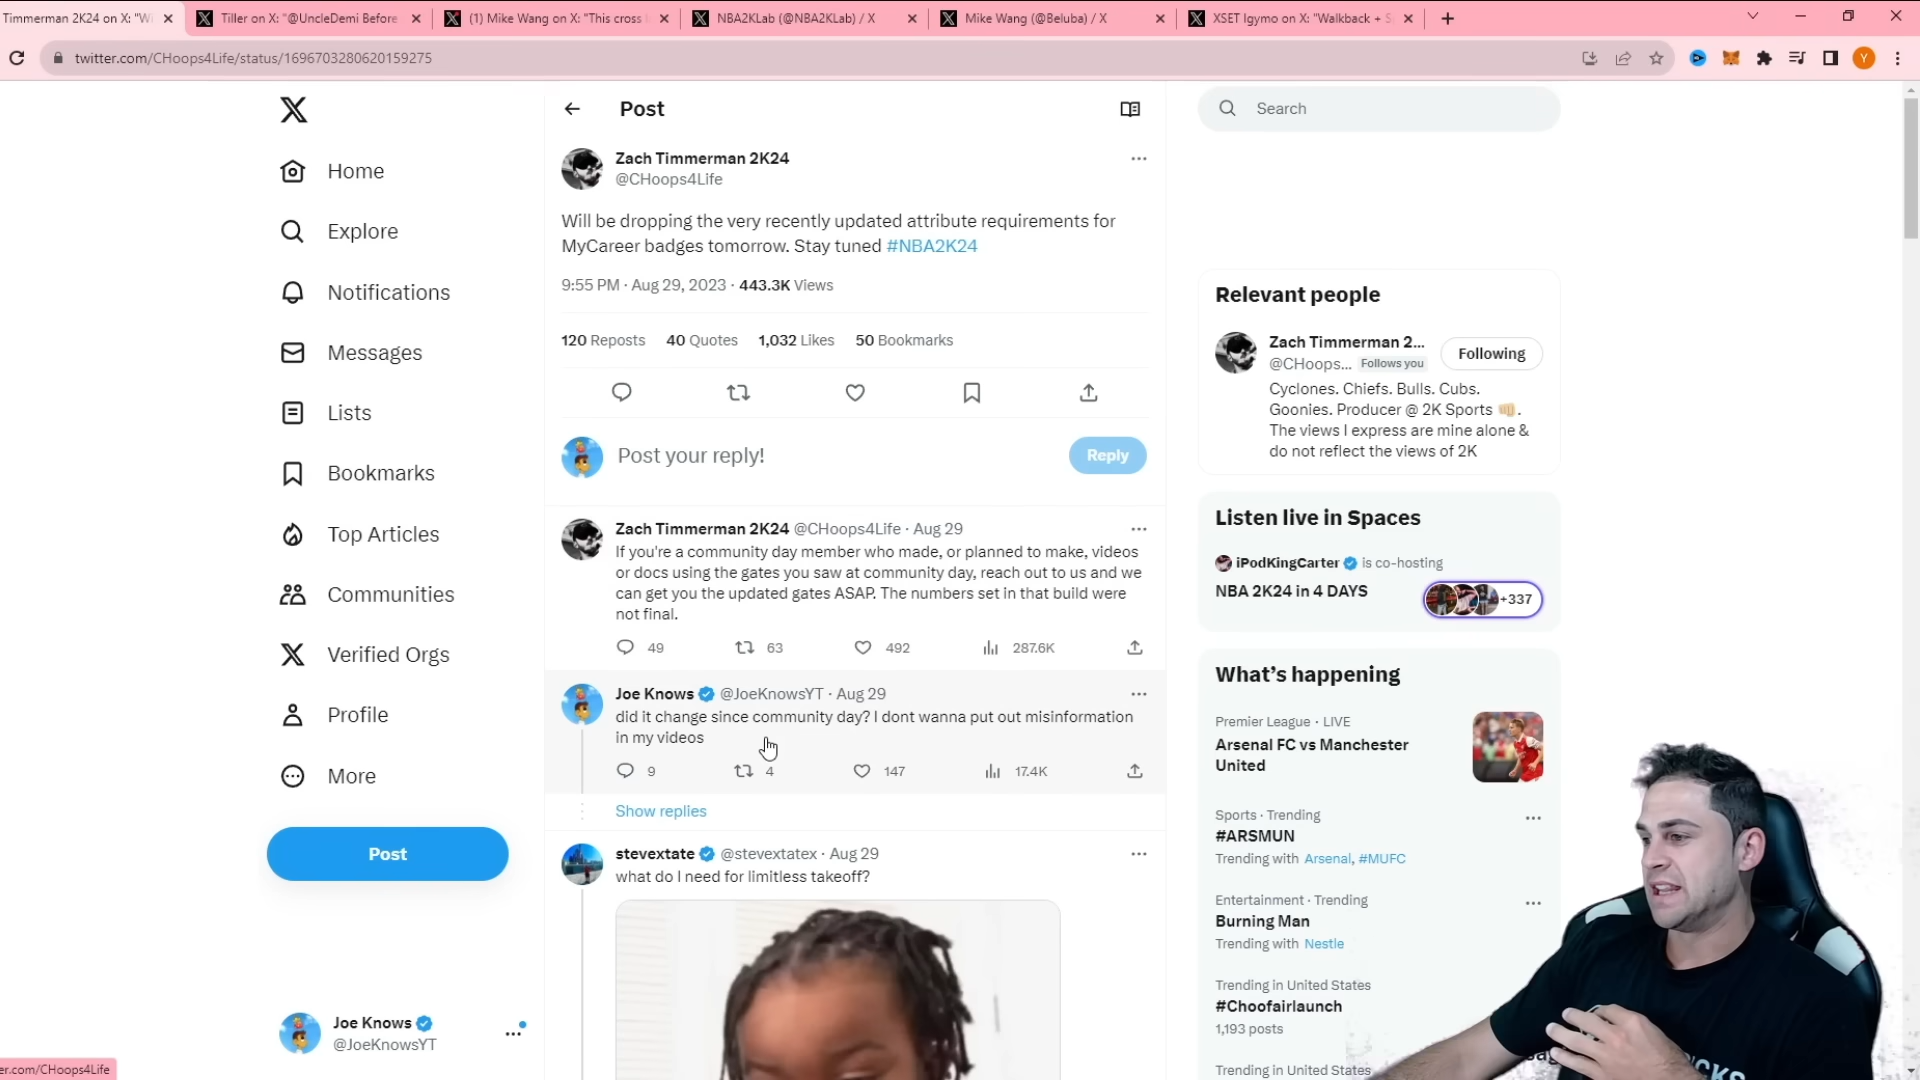 Timmerman 2K24 on X: "Wi
Tiller on X: "@UncleDemi Before
(1) Mike Wang on X: "This cross
NBA2KLab (@NBA2KLab) / X
Mike Wang (@Beluba) / X
XSET Igymo on X: "Walkback + S
twitter.com/CHoops4Life/status/1696703280620159275
Y
Home
Explore
Notifications
Messages
Lists
Bookmarks
Top Articles
Communities
Verified Orgs
Profile
More
Post
Joe Knows
@JoeKnowsYT
er.com/CHoops4Life
Post
Zach Timmerman 2K24
@CHoops4Life
Will be dropping the very recently updated attribute requirements for
MyCareer badges tomorrow. Stay tuned #NBA2K24
9:55 PM · Aug 29, 2023 · 443.3K Views
120 Reposts 40 Quotes 1,032 Likes 50 Bookmarks
Post your reply!
Reply
Zach Timmerman 2K24 @CHoops4Life · Aug 29
If you're a community day member who made, or planned to make, videos
or docs using the gates you saw at community day, reach out to us and we
can get you the updated gates ASAP. The numbers set in that build were
not final.
49 63 492 287.6K
Joe Knows @JoeKnowsYT · Aug 29
did it change since community day? I dont wanna put out misinformation
in my videos
9 4 147 17.4K
Show replies
stevextate @stevextatex · Aug 29
what do I need for limitless takeoff?
Search
Relevant people
Zach Timmerman 2...
@CHoops... Follows you
Following
Cyclones. Chiefs. Bulls. Cubs.
Goonies. Producer @ 2K Sports 👊🏼.
The views I express are mine alone &
do not reflect the views of 2K
Listen live in Spaces
iPodKingCarter is co-hosting
NBA 2K24 in 4 DAYS
+337
What's happening
Premier League · LIVE
Arsenal FC vs Manchester
United
Sports · Trending
#ARSMUN
Trending with Arsenal, #MUFC
Entertainment · Trending
Burning Man
Trending with Nestle
Trending in United States
#Choofairlaunch
1,193 posts
Trending in United States